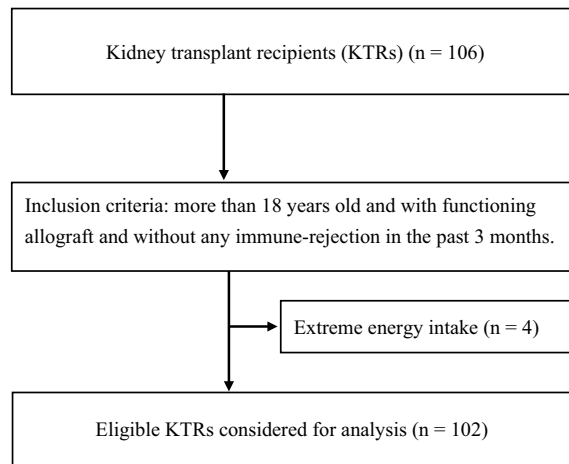 Kidney transplant recipients (KTRs) (n = 106)
Inclusion criteria: more than 18 years old and with functioning
allograft and without any immune-rejection in the past 3 months.
Extreme energy intake (n = 4)
Eligible KTRs considered for analysis (n = 102)